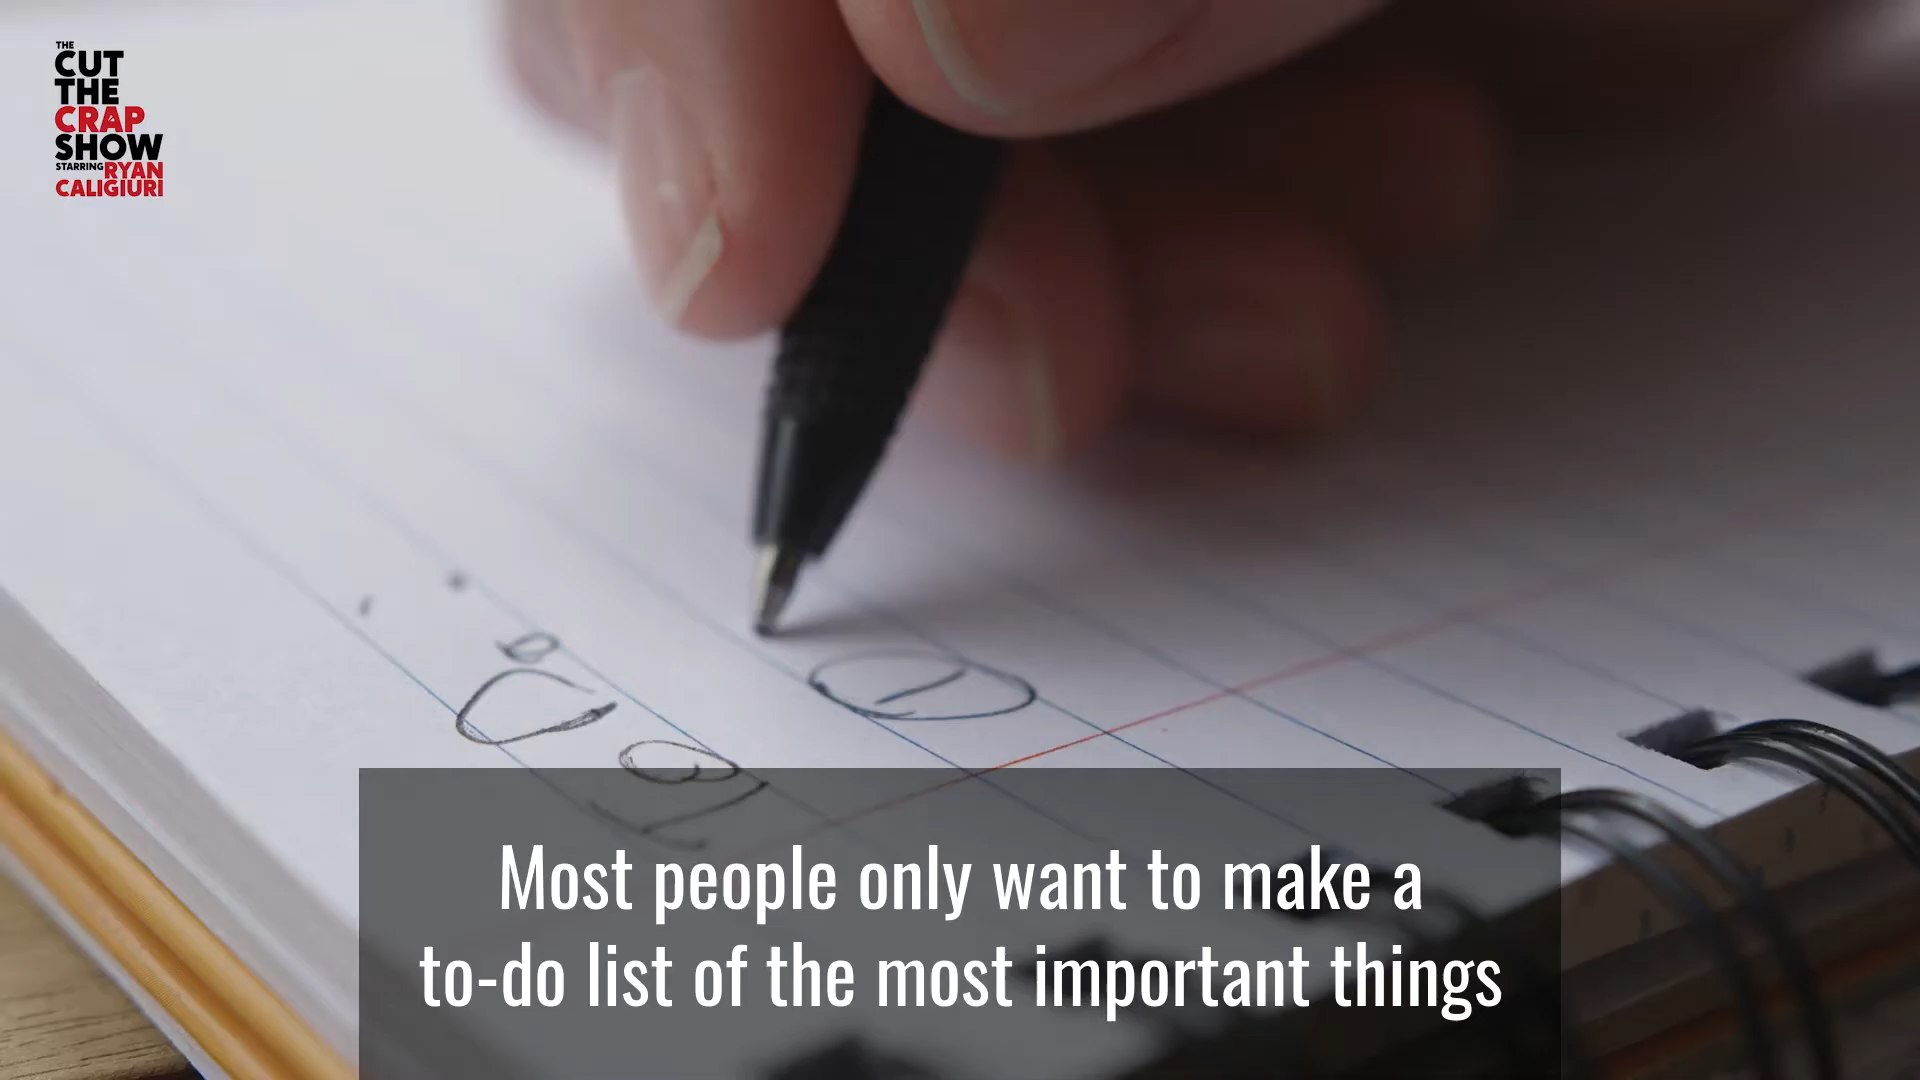 THE
CUT
THE
CRAP
SHOW
STARRING RYAN
CALIGIURI
Most people only want to make a
to-do list of the most important things